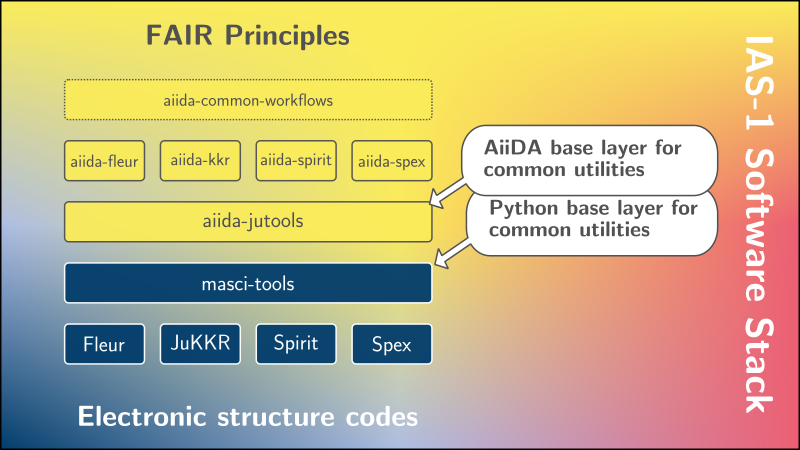 FAIR Principles
aiida-common-workflows
aiida-fleur
aiida-kkr
aiida-spirit
aiida-spex
AiiDA base layer for
common utilities
aiida-jutools
Python base layer for
common utilities
masci-tools
Fleur
JuKKR
Spirit
Spex
Electronic structure codes
IAS-1 Software Stack